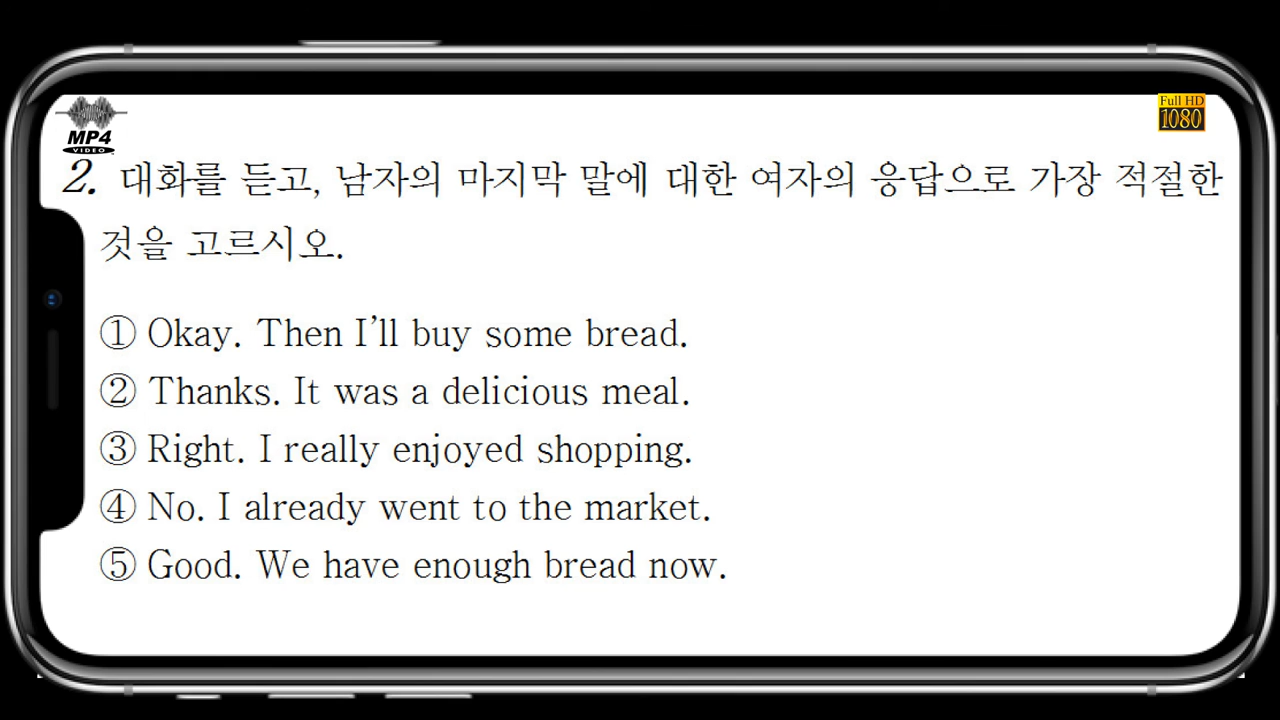 MP4
VIDEO
Full HD
1080
2. 대화를 듣고, 남자의 마지막 말에 대한 여자의 응답으로 가장 적절한
것을 고르시오.
① Okay. Then I’ll buy some bread.
② Thanks. It was a delicious meal.
③ Right. I really enjoyed shopping.
④ No. I already went to the market.
⑤ Good. We have enough bread now.